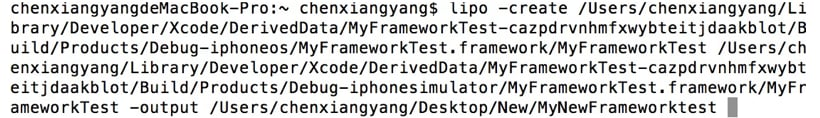 chenxiangyangdeMacBook-Pro:~ chenxiangyang$ lipo -create /Users/chenxiangyang/Li
brary/Developer/Xcode/DerivedData/MyFrameworkTest-cazpdrvnhmfxwybteitjdaakblot/B
uild/Products/Debug-iphoneos/MyFrameworkTest.framework/MyFrameworkTest /Users/ch
enxiangyang/Library/Developer/Xcode/DerivedData/MyFrameworkTest-cazpdrvnhmfxwybt
eitjdaakblot/Build/Products/Debug-iphonesimulator/MyFrameworkTest.framework/MyFr
ameworkTest -output /Users/chenxiangyang/Desktop/New/MyNewFrameworktest